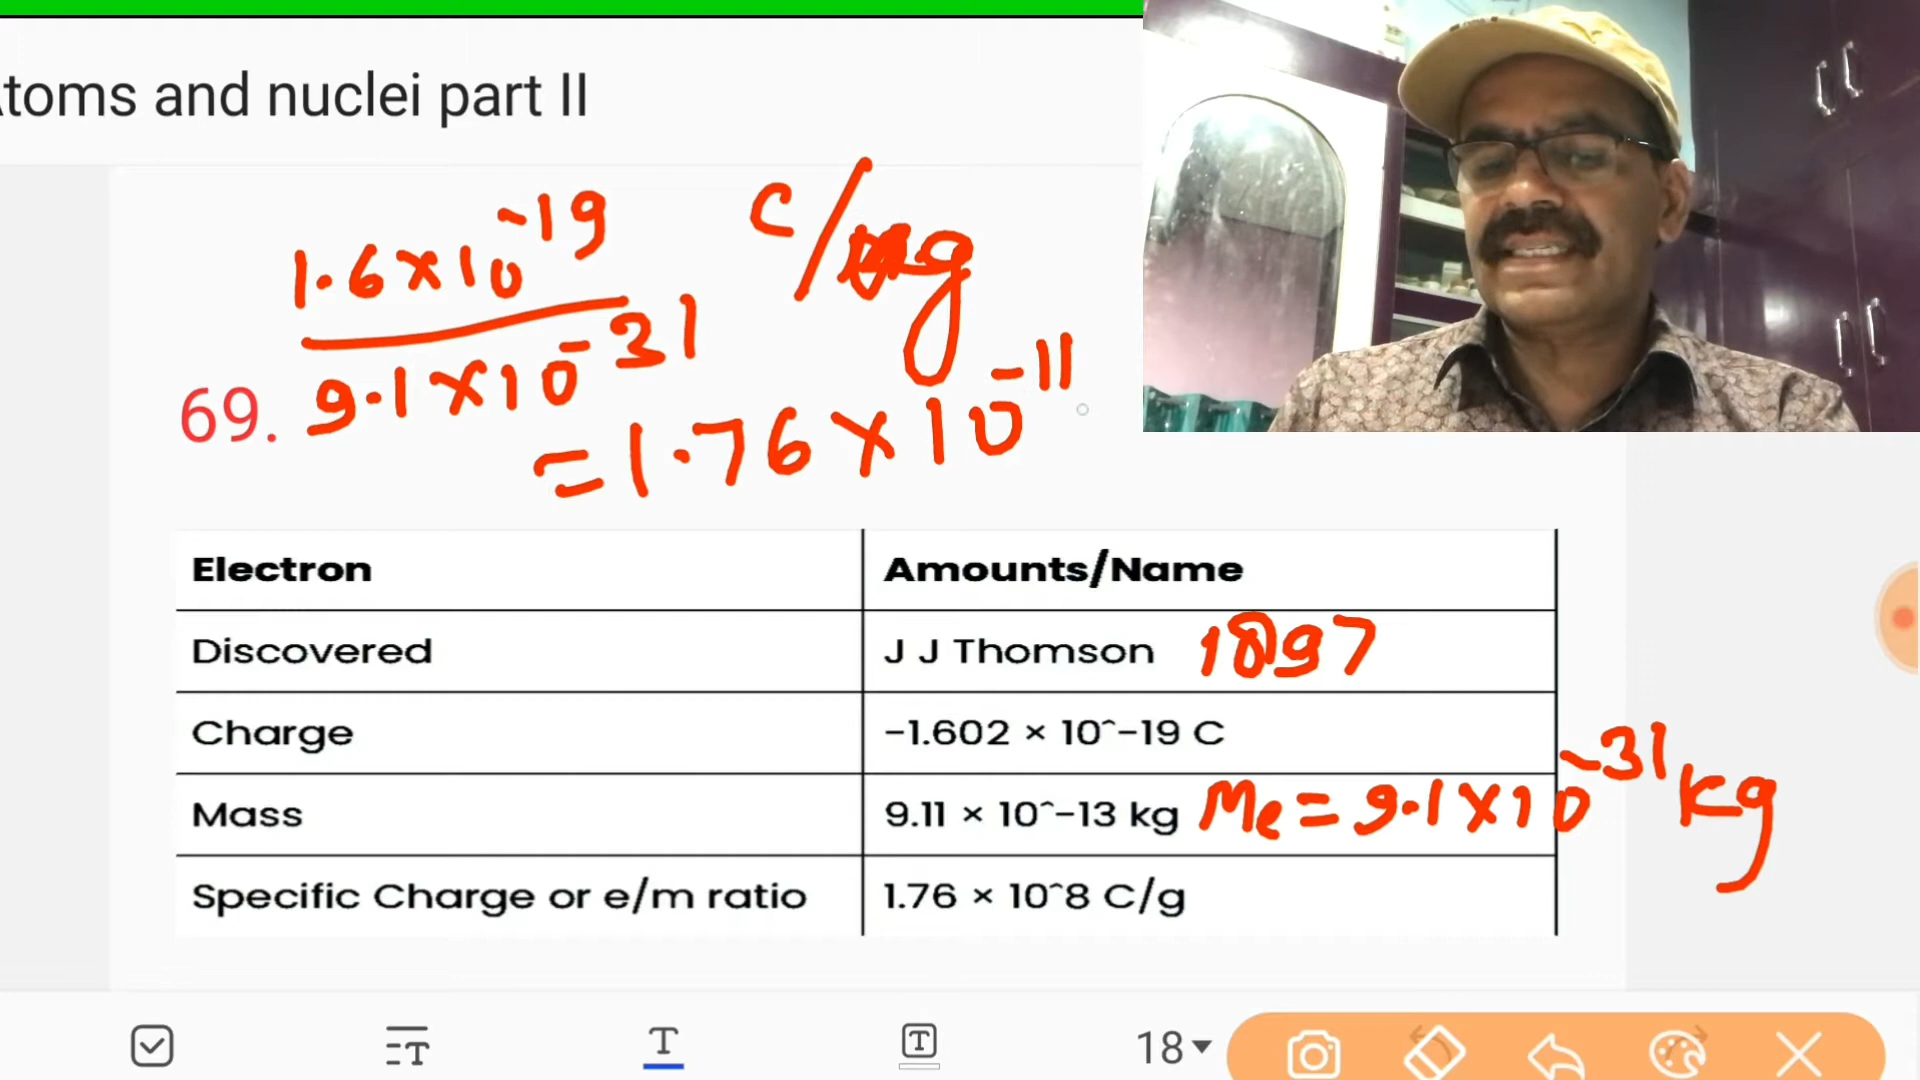 toms and nuclei part II
1.6×10^-19
9.1×10^-31
C/kg
69.
=1.76×10^-11
Electron Amounts/Name
Discovered J J Thomson 1897
Charge -1.602 × 10^-19 C
Mass 9.11 × 10^-13 kg Me=9.1×10^-31 kg
Specific Charge or e/m ratio 1.76 × 10^8 C/g
T T T 18